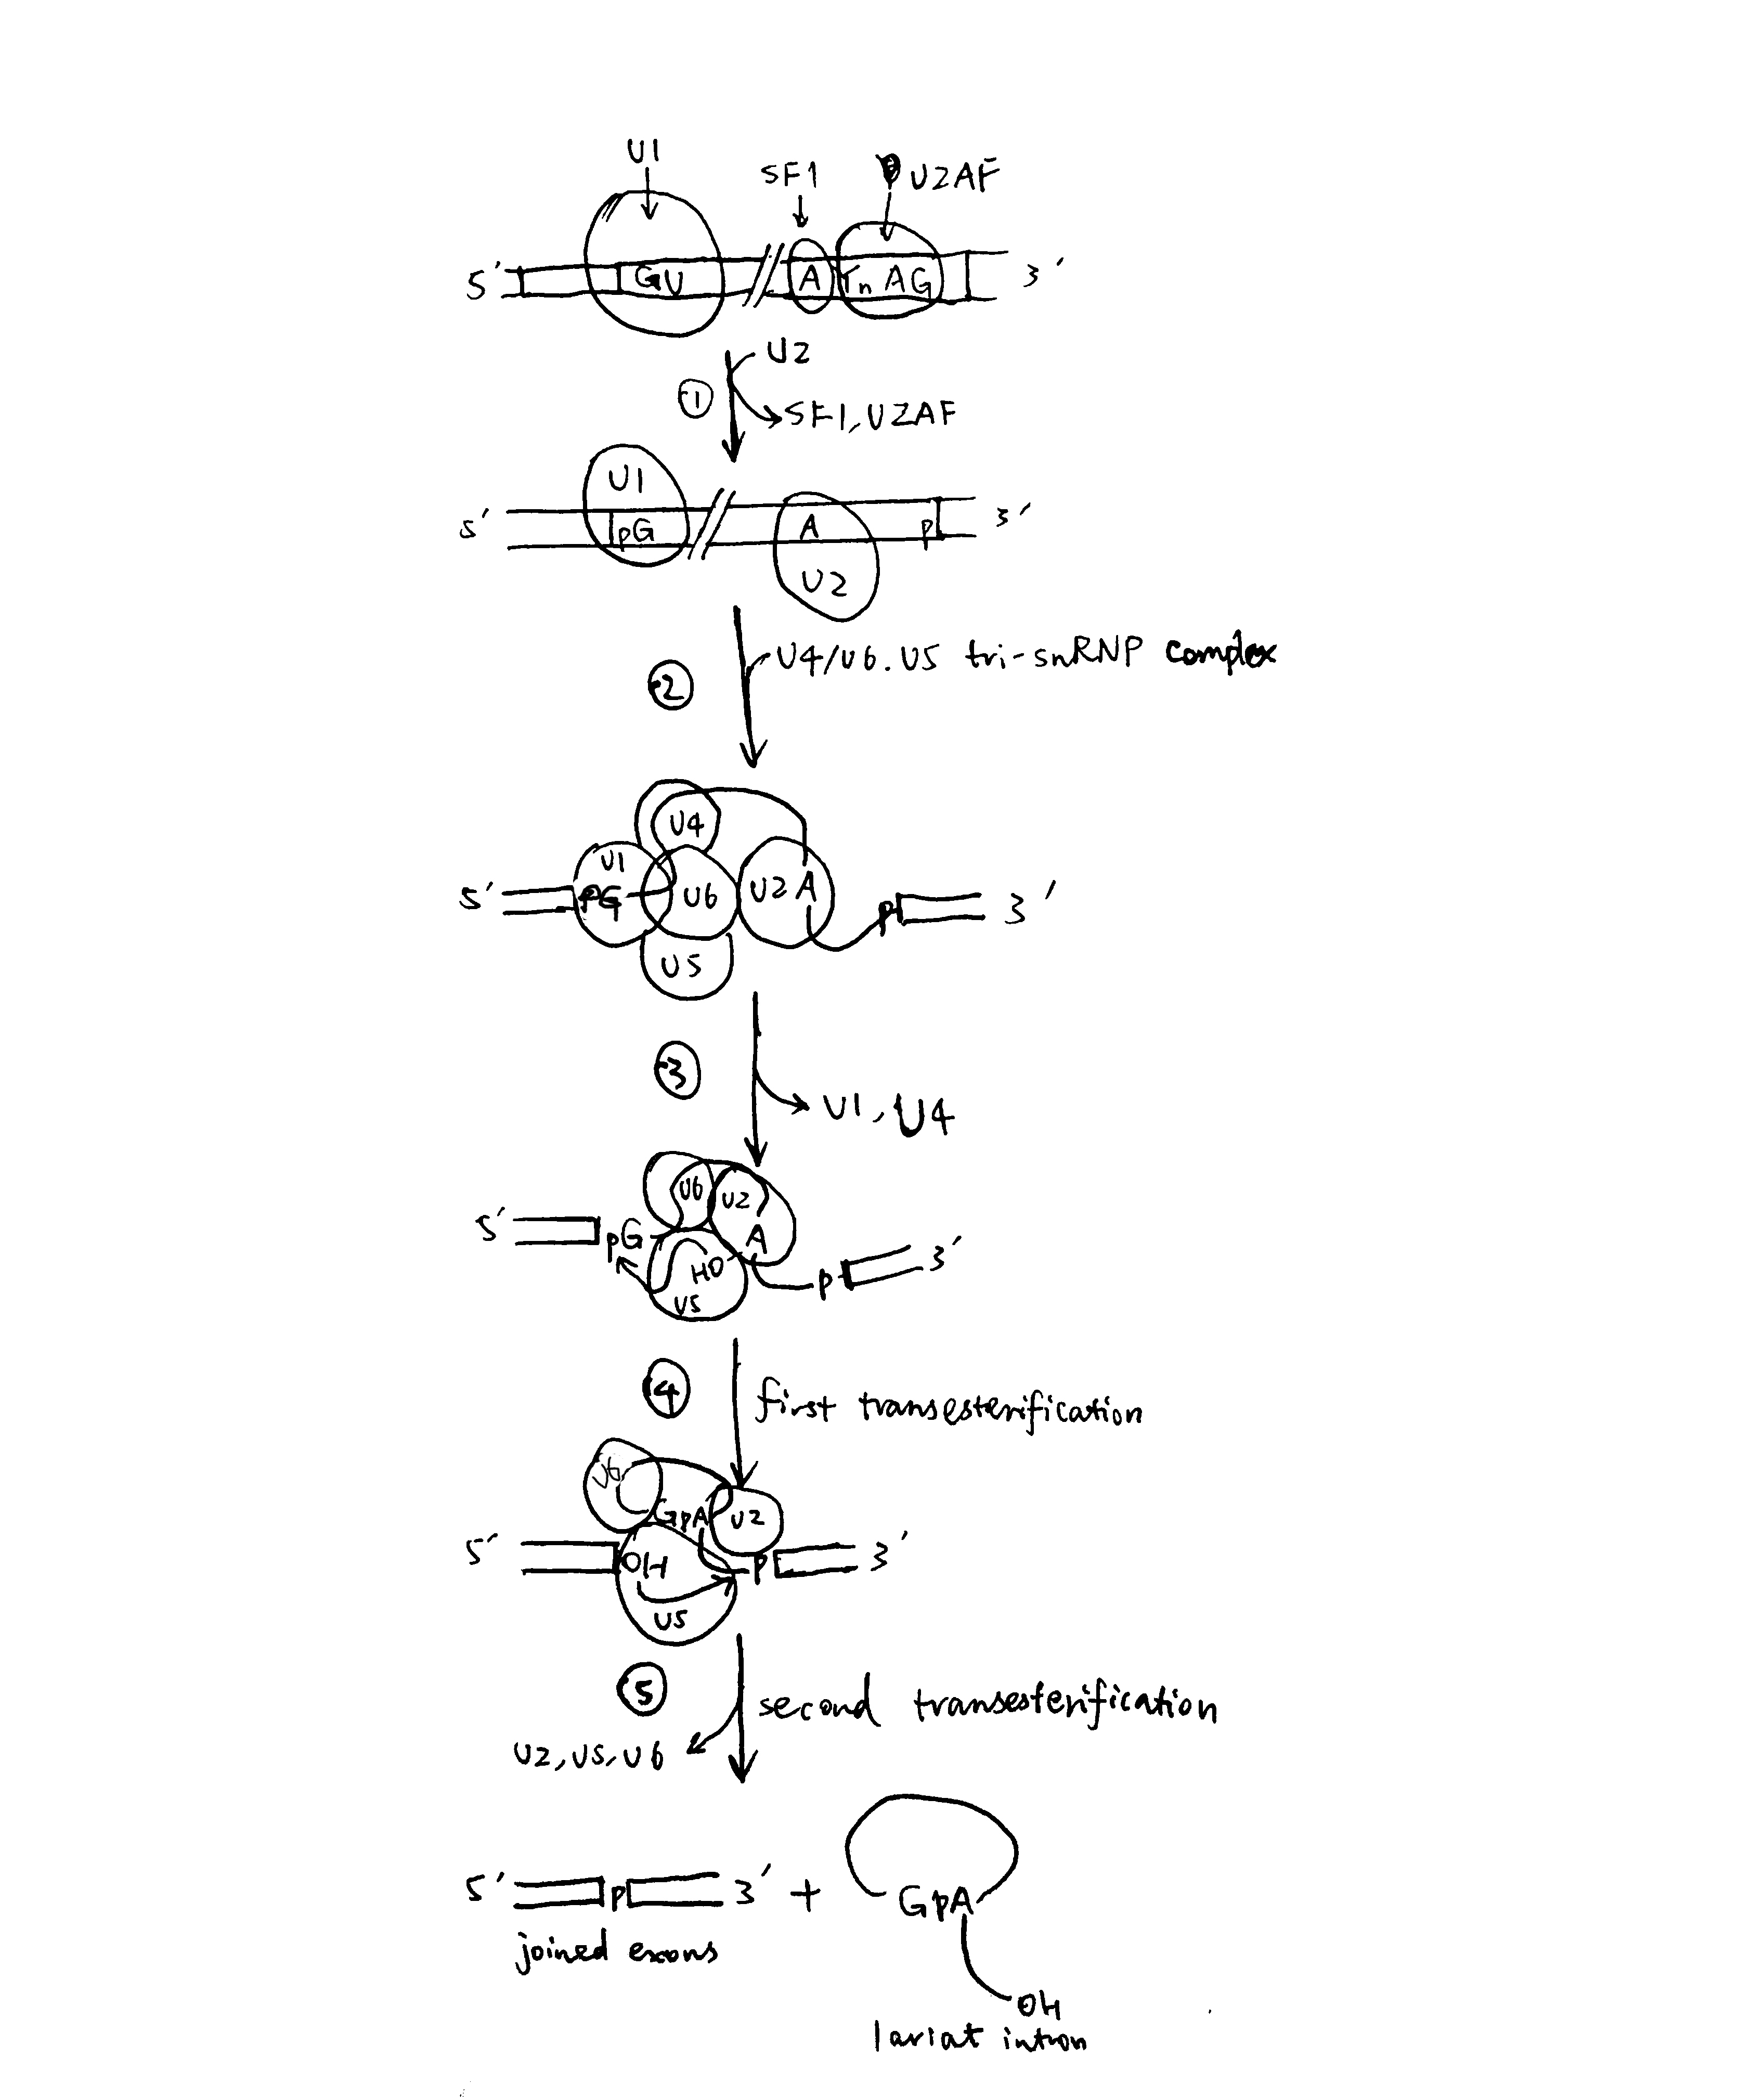 U1
SF1
U2AF
5′ GU // A Yn AG 3′
U2
①
SF1, U2AF
U1
5′ pG // A p 3′
U2
U4/U6.U5 tri-snRNP complex
②
U4
U1
5′ pG U6 U2 A p 3′
U5
③
U1, U4
U6 U2
5′ pG A 3′
HO p
U5
④ first transesterification
U6
GpA U2
5′ OH p 3′
U5
⑤ second transesterification
U2, U5, U6
5′ p 3′ + GpA
joined exons
OH
lariat intron